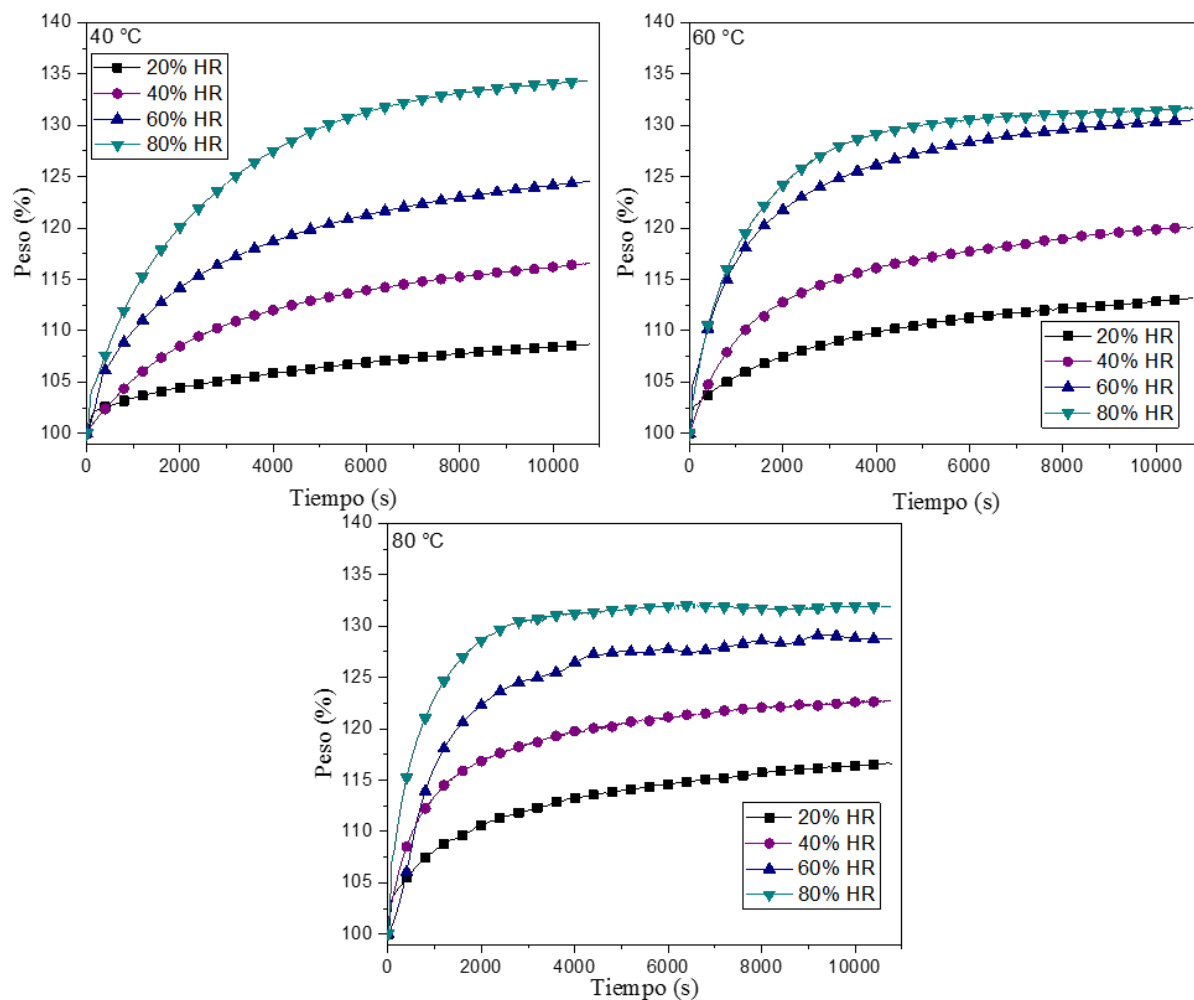 40 °C
20% HR
40% HR
60% HR
80% HR
Peso (%)
140
135
130
125
120
115
110
105
100
0 2000 4000 6000 8000 10000
Tiempo (s)
60 °C
20% HR
40% HR
60% HR
80% HR
Peso (%)
140
135
130
125
120
115
110
105
100
0 2000 4000 6000 8000 10000
Tiempo (s)
80 °C
20% HR
40% HR
60% HR
80% HR
Peso (%)
140
135
130
125
120
115
110
105
100
0 2000 4000 6000 8000 10000
Tiempo (s)